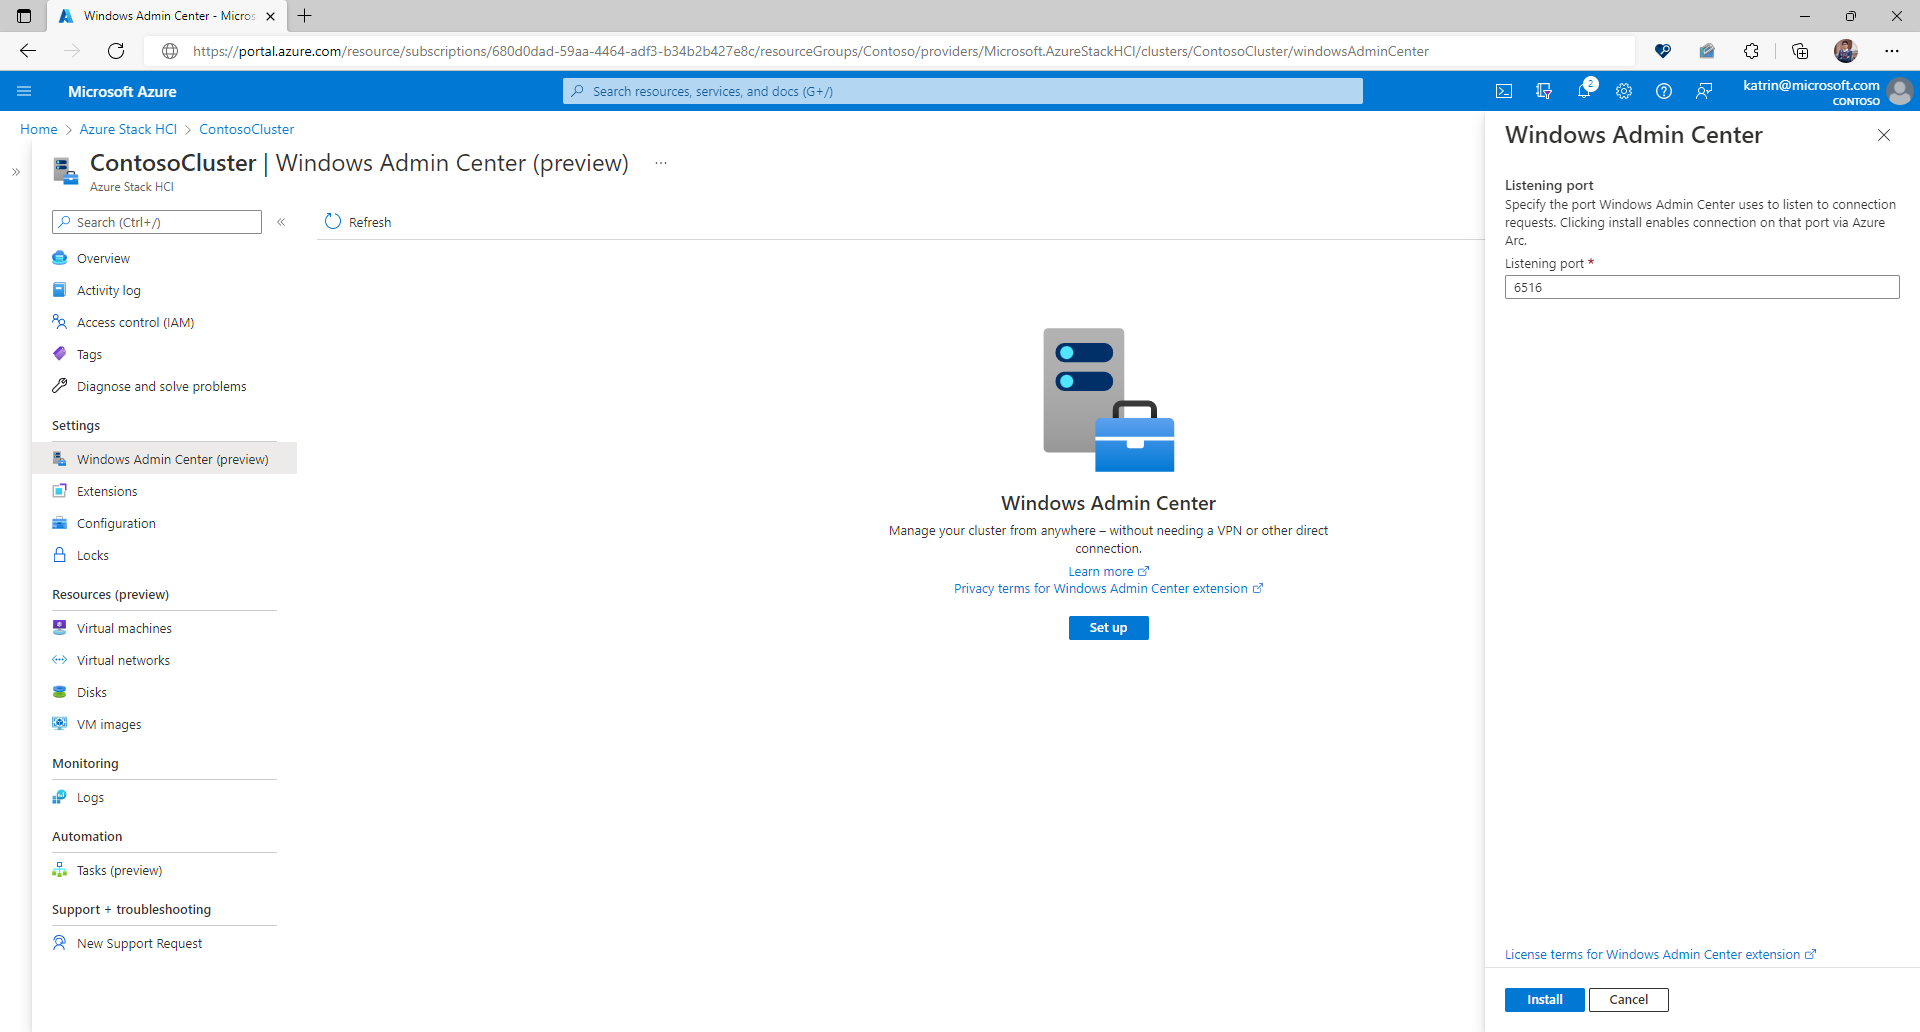 Windows Admin Center - Micros
https://portal.azure.com/resource/subscriptions/680d0dad-59aa-4464-adf3-b34b2b427e8c/resourceGroups/Contoso/providers/Microsoft.AzureStackHCI/clusters/ContosoCluster/windowsAdminCenter
Microsoft Azure
Search resources, services, and docs (G+/)
2
katrin@microsoft.com
CONTOSO
Home > Azure Stack HCI > ContosoCluster
ContosoCluster | Windows Admin Center (preview) ...
Azure Stack HCI
Search (Ctrl+/)
«
Overview
Activity log
Access control (IAM)
Tags
Diagnose and solve problems
Settings
Windows Admin Center (preview)
Extensions
Configuration
Locks
Resources (preview)
Virtual machines
Virtual networks
Disks
VM images
Monitoring
Logs
Automation
Tasks (preview)
Support + troubleshooting
New Support Request
Refresh
Windows Admin Center
Manage your cluster from anywhere – without needing a VPN or other direct
connection.
Learn more
Privacy terms for Windows Admin Center extension
Set up
Windows Admin Center
Listening port
Specify the port Windows Admin Center uses to listen to connection
requests. Clicking install enables connection on that port via Azure
Arc.
Listening port *
6516
License terms for Windows Admin Center extension
Install
Cancel